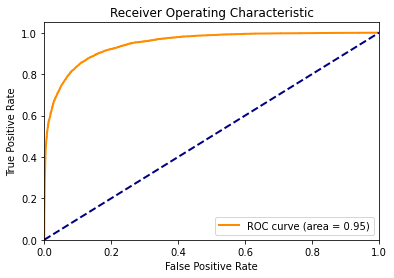 Receiver Operating Characteristic
True Positive Rate
1.0
0.8
0.6
0.4
0.2
0.0
ROC curve (area = 0.95)
0.0 0.2 0.4 0.6 0.8 1.0
False Positive Rate